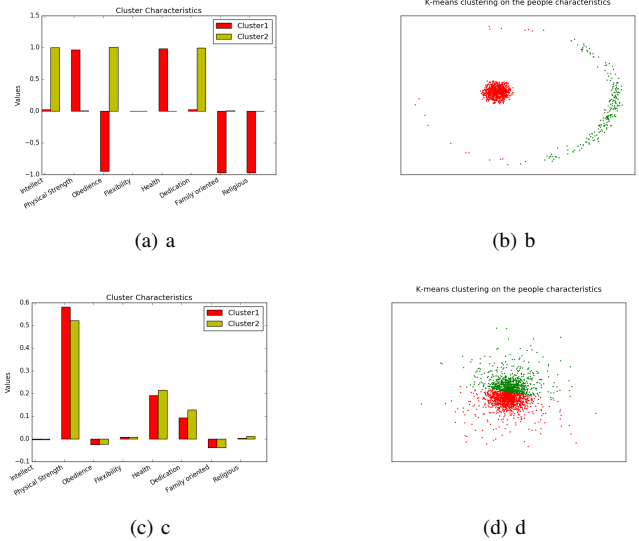 Cluster Characteristics
K-means clustering on the people characteristics
1.5
1.0
0.5
0.0
−0.5
−1.0
Values
Cluster1
Cluster2
Intellect
Physical Strength
Obedience
Flexibility
Health
Dedication
Family oriented
Religious
(a) a
(b) b
Cluster Characteristics
K-means clustering on the people characteristics
0.6
0.5
0.4
0.3
0.2
0.1
0.0
−0.1
Values
Cluster1
Cluster2
Intellect
Physical Strength
Obedience
Flexibility
Health
Dedication
Family oriented
Religious
(c) c
(d) d